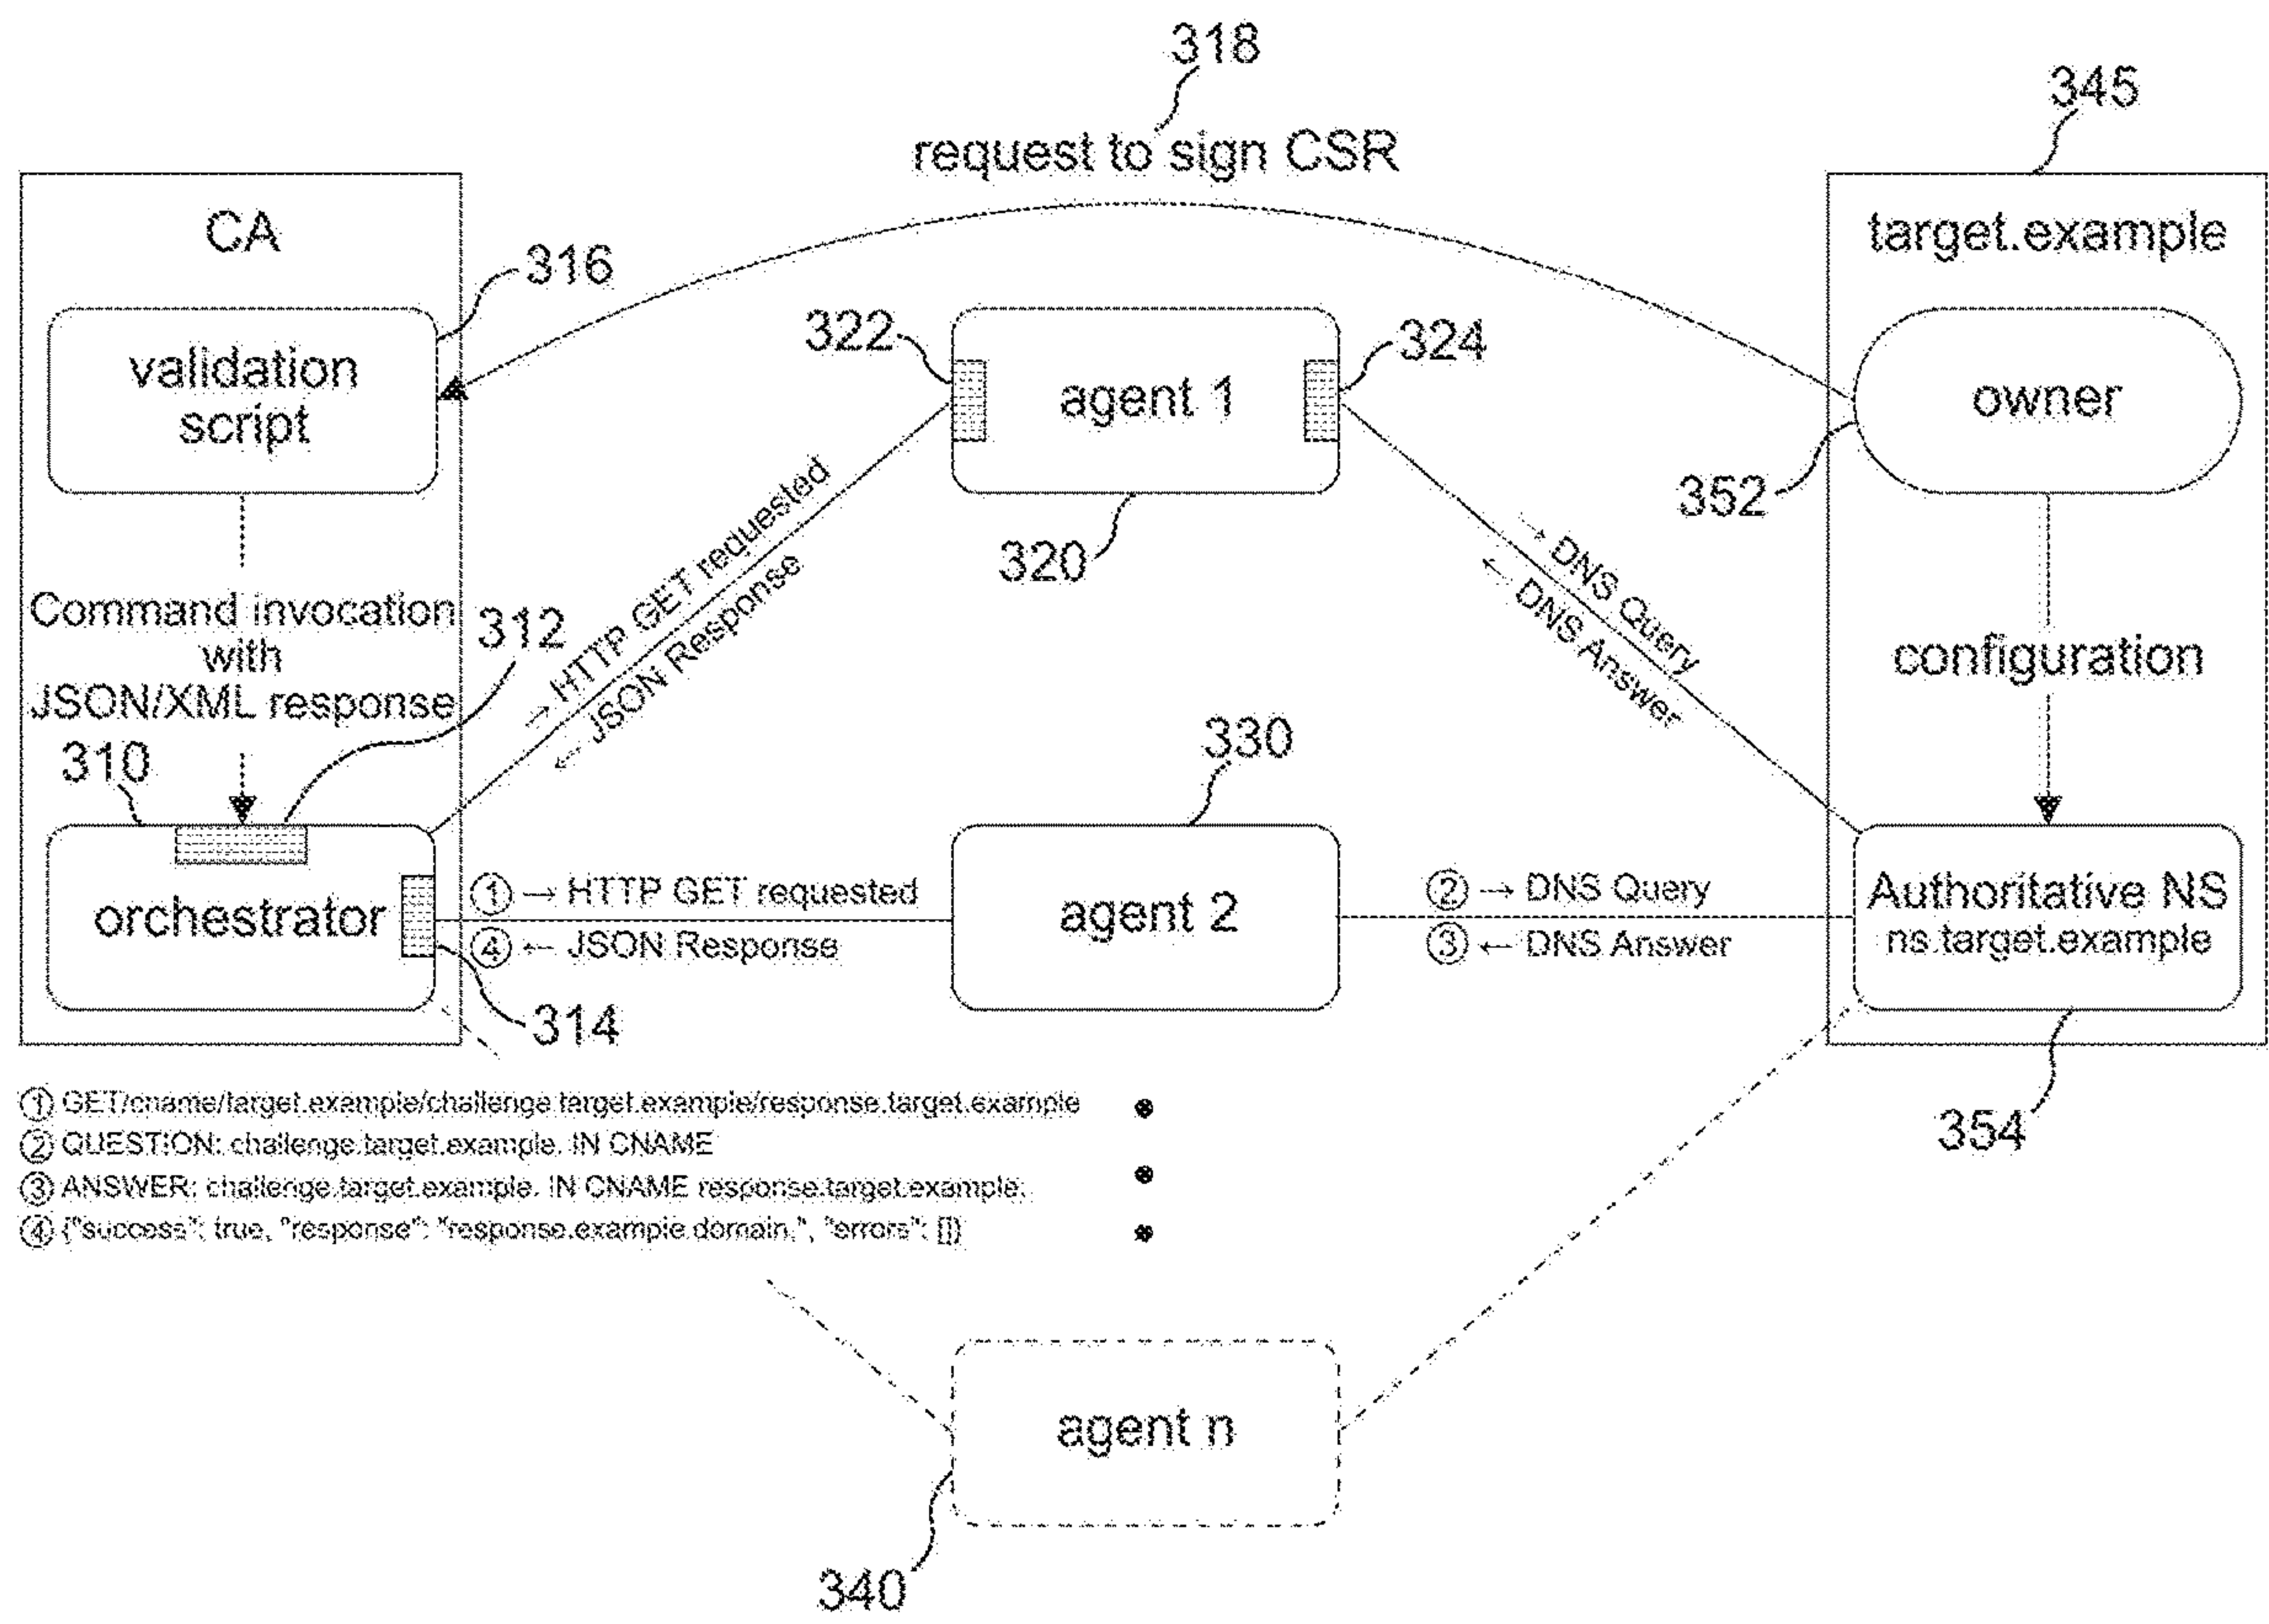 318
345
request to sign CSR
CA
target.example
316
322
324
validation
script
agent 1
owner
352
320
→ HTTP GET requested
← JSON Response
→ DNS Query
← DNS Answer
Command invocation
with
JSON/XML response
312
configuration
310
330
orchestrator
① → HTTP GET requested
④ ← JSON Response
agent 2
② → DNS Query
③ ← DNS Answer
Authoritative NS
ns.target.example
314
354
① GET/cname/target.example/challenge.target.example/response.target.example
② QUESTION: challenge.target.example. IN CNAME
③ ANSWER: challenge.target.example. IN CNAME response.target.example.
④ {"success": true, "response": "response.example.domain.", "errors": []}
agent n
340